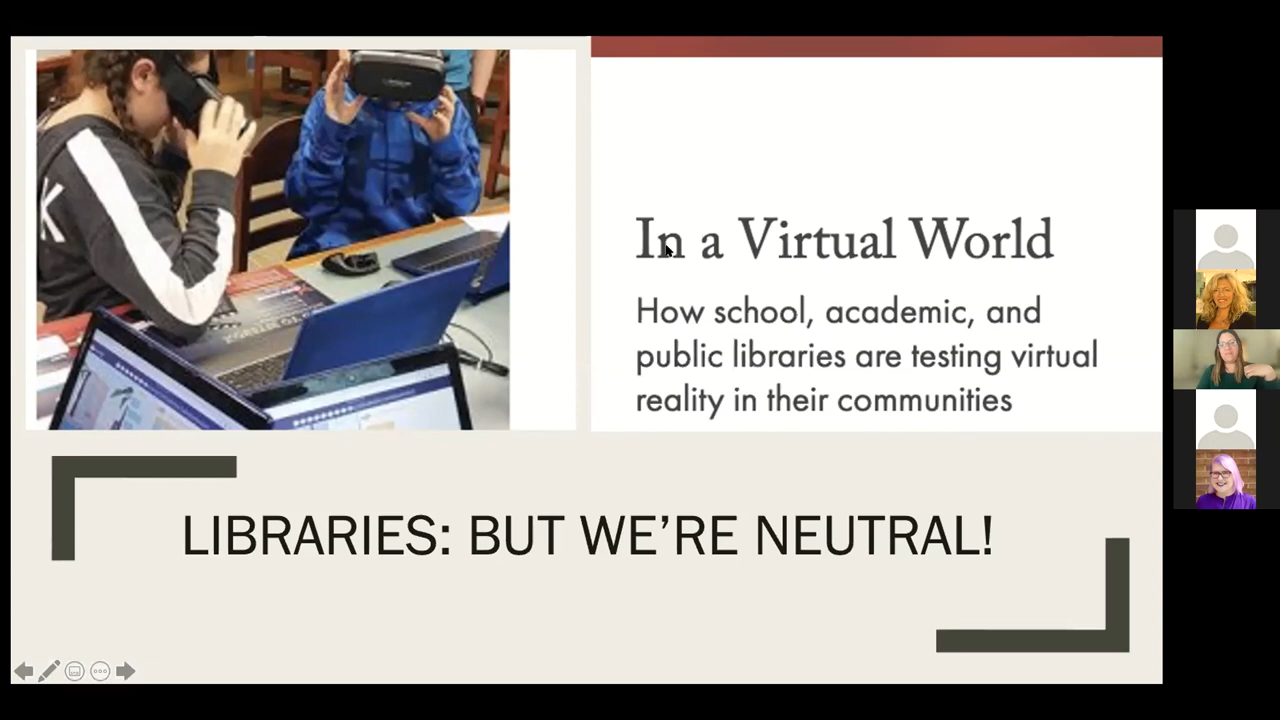 In a Virtual World
How school, academic, and
public libraries are testing virtual
reality in their communities
LIBRARIES: BUT WE'RE NEUTRAL!